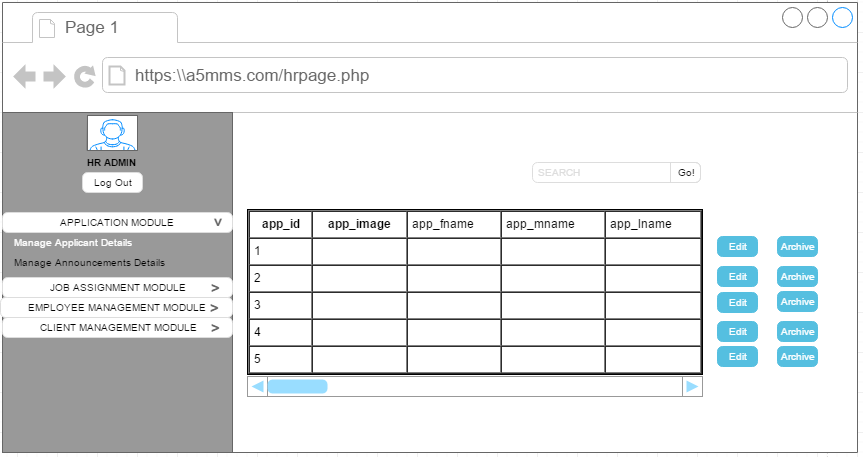 Page 1
https:\\a5mms.com/hrpage.php
HR ADMIN
Log Out
APPLICATION MODULE >
Manage Applicant Details
Manage Announcements Details
JOB ASSIGNMENT MODULE >
EMPLOYEE MANAGEMENT MODULE >
CLIENT MANAGEMENT MODULE >
SEARCH Go!
app_id app_image app_fname app_mname app_lname
1 Edit Archive
2 Edit Archive
3 Edit Archive
4 Edit Archive
5 Edit Archive